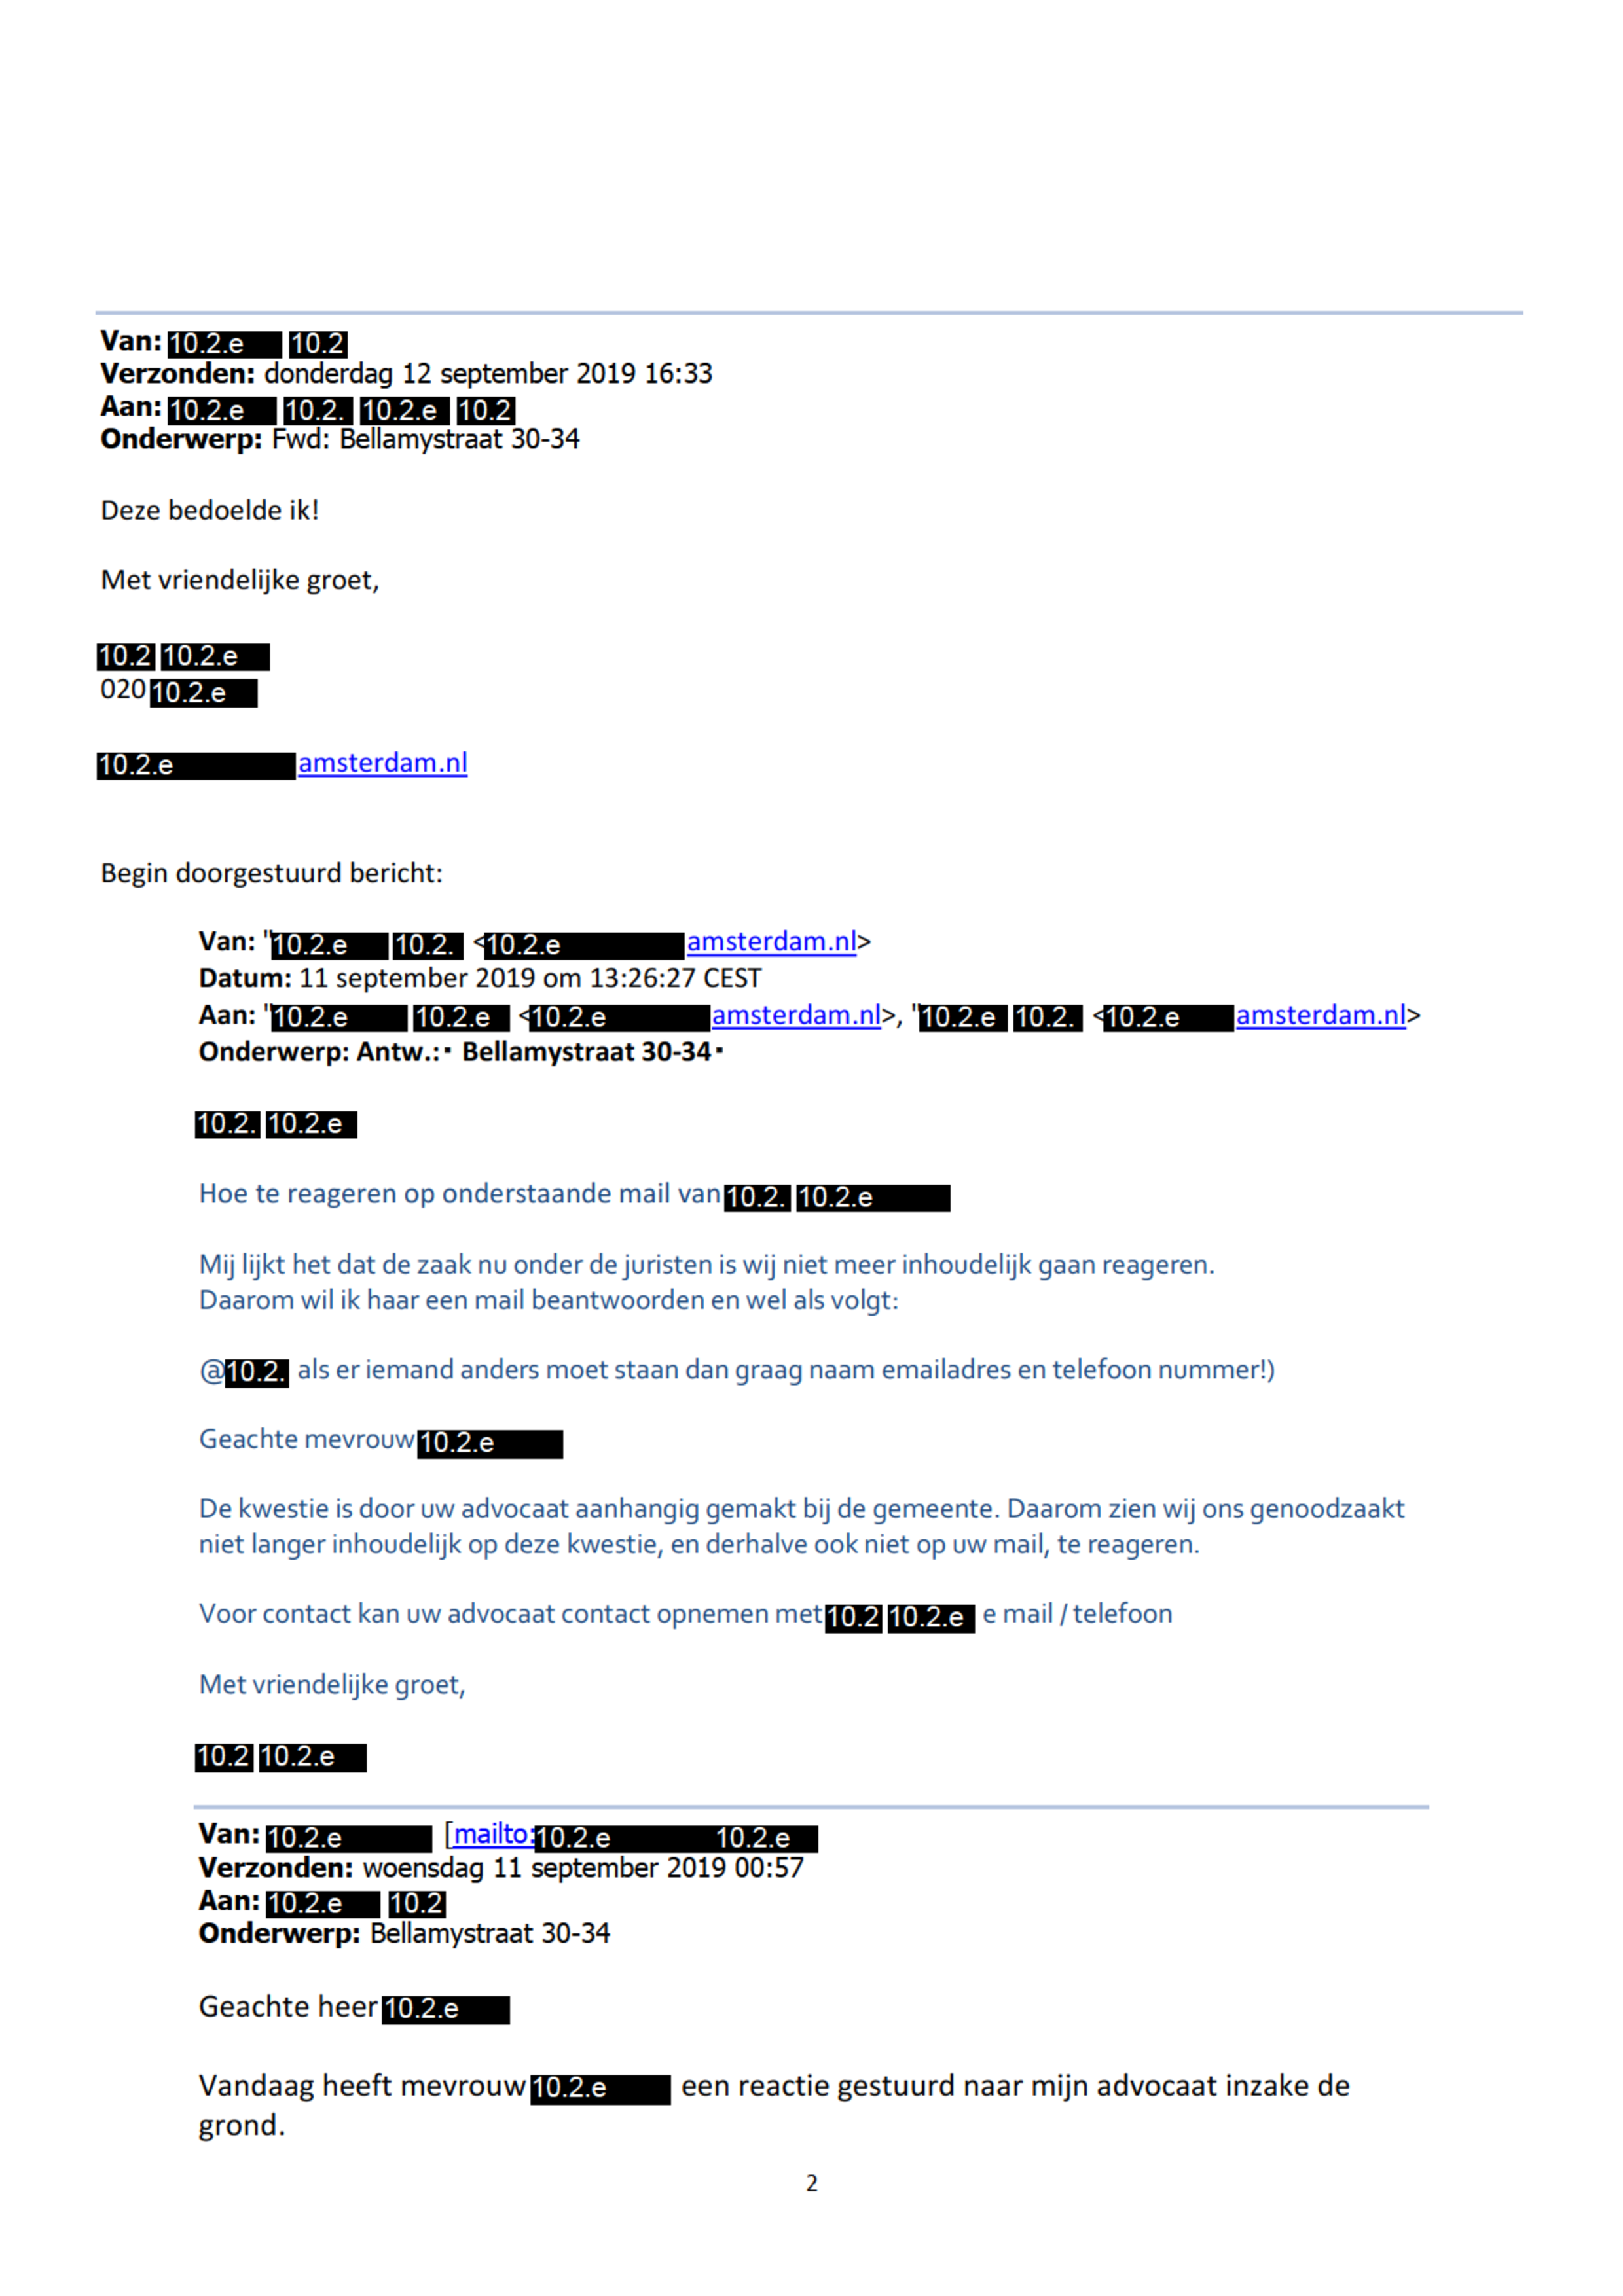 Van: 10.2.e 10.2
Verzonden: donderdag 12 september 2019 16:33
Aan: 10.2.e 10.2. 10.2.e 10.2
Onderwerp: Fwd: Bellamystraat 30-34
Deze bedoelde ik!
Met vriendelijke groet,
10.2 10.2.e
020 10.2.e
10.2.e amsterdam.nl
Begin doorgestuurd bericht:
Van: "10.2.e 10.2. <10.2.e amsterdam.nl>
Datum: 11 september 2019 om 13:26:27 CEST
Aan: "10.2.e 10.2.e <10.2.e amsterdam.nl>, "10.2.e 10.2. <10.2.e amsterdam.nl>
Onderwerp: Antw.:· Bellamystraat 30-34·
10.2. 10.2.e
Hoe te reageren op onderstaande mail van 10.2. 10.2.e
Mij lijkt het dat de zaak nu onder de juristen is wij niet meer inhoudelijk gaan reageren.
Daarom wil ik haar een mail beantwoorden en wel als volgt:
@10.2. als er iemand anders moet staan dan graag naam emailadres en telefoon nummer!)
Geachte mevrouw 10.2.e
De kwestie is door uw advocaat aanhangig gemakt bij de gemeente. Daarom zien wij ons genoodzaakt
niet langer inhoudelijk op deze kwestie, en derhalve ook niet op uw mail, te reageren.
Voor contact kan uw advocaat contact opnemen met 10.2 10.2.e e mail / telefoon
Met vriendelijke groet,
10.2 10.2.e
Van: 10.2.e [mailto:10.2.e 10.2.e
Verzonden: woensdag 11 september 2019 00:57
Aan: 10.2.e 10.2
Onderwerp: Bellamystraat 30-34
Geachte heer 10.2.e
Vandaag heeft mevrouw 10.2.e een reactie gestuurd naar mijn advocaat inzake de
grond.
2